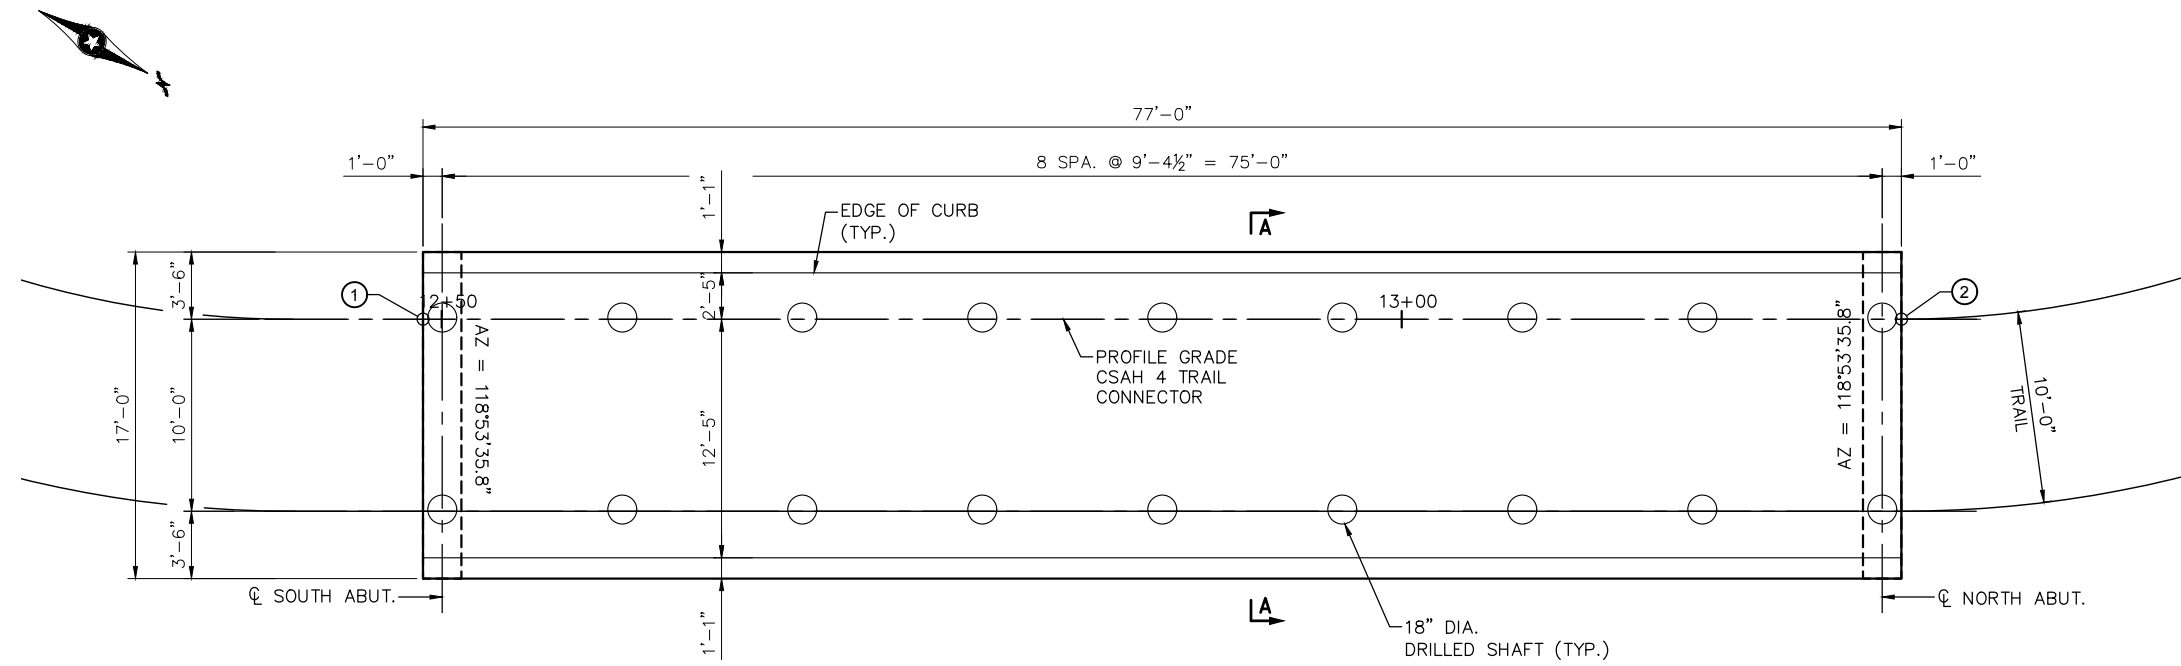 N
77'-0"
1'-0"
8 SPA. @ 9'-4½" = 75'-0"
1'-0"
1'-1"
EDGE OF CURB
(TYP.)
A
3'-6"
2'-5"
1
12+50
13+00
2
AZ = 118°53'35.8"
PROFILE GRADE
CSAH 4 TRAIL
CONNECTOR
AZ = 118°53'35.8"
17'-0"
10'-0"
12'-5"
10'-0"
TRAIL
3'-6"
℄ SOUTH ABUT.
1'-1"
A
18" DIA.
DRILLED SHAFT (TYP.)
℄ NORTH ABUT.